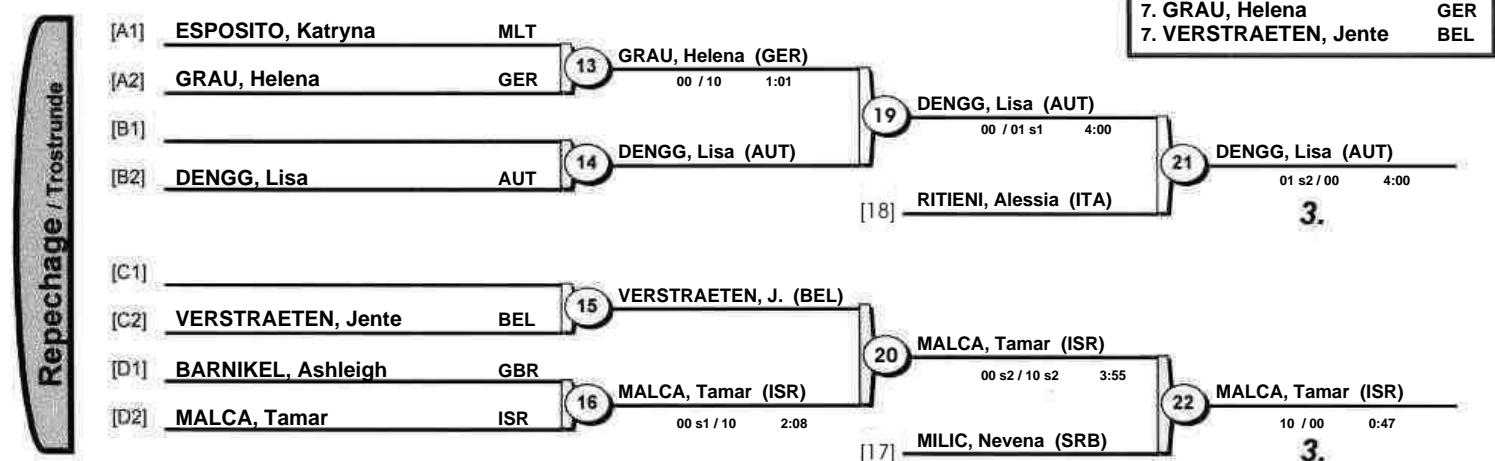 7. GRAU, Helena GER
7. VERSTRAETEN, Jente BEL
Repechage / Trostrunde
[A1] ESPOSITO, Katryna MLT
13 GRAU, Helena (GER)
00 / 10 1:01
[A2] GRAU, Helena GER
19 DENGG, Lisa (AUT)
00 / 01 s1 4:00
[B1]
14 DENGG, Lisa (AUT)
21 DENGG, Lisa (AUT)
01 s2 / 00 4:00
[B2] DENGG, Lisa AUT
[18] RITIENI, Alessia (ITA)
3.
[C1]
15 VERSTRAETEN, J. (BEL)
[C2] VERSTRAETEN, Jente BEL
20 MALCA, Tamar (ISR)
00 s2 / 10 s2 3:55
[D1] BARNIKEL, Ashleigh GBR
16 MALCA, Tamar (ISR)
00 s1 / 10 2:08
22 MALCA, Tamar (ISR)
10 / 00 0:47
[D2] MALCA, Tamar ISR
[17] MILIC, Nevena (SRB)
3.